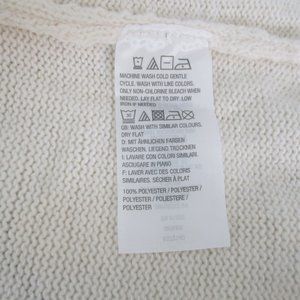 MACHINE WASH COLD GENTLE
CYCLE. WASH WITH LIKE COLORS.
ONLY NON-CHLORINE BLEACH WHEN
NEEDED. LAY FLAT TO DRY. LOW
IRON IF NEEDED
GB: WASH WITH SIMILAR COLOURS.
DRY FLAT
D: MIT ÄHNLICHEN FARBEN
WASCHEN, LIEGEND TROCKNEN
I: LAVARE CON COLORI SIMILARI.
ASCIUGARE IN PIANO
F: LAVER AVEC DES COLORIS
SIMILAIRES. SÉCHER À PLAT
100% POLYESTER / POLYESTER /
POLYESTER / POLIESTERE /
POLYESTER